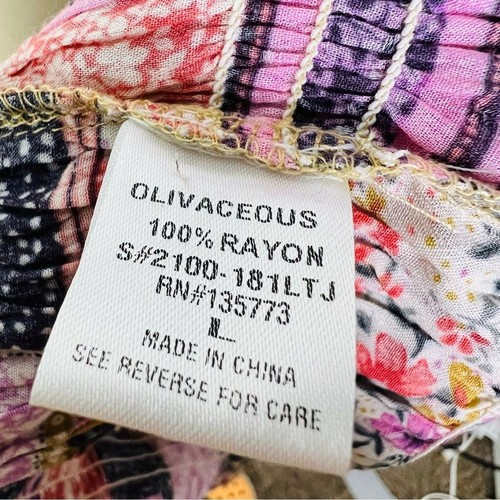 OLIVACEOUS
100% RAYON
S#2100-181LTJ
RN#135773
L
MADE IN CHINA
SEE REVERSE FOR CARE